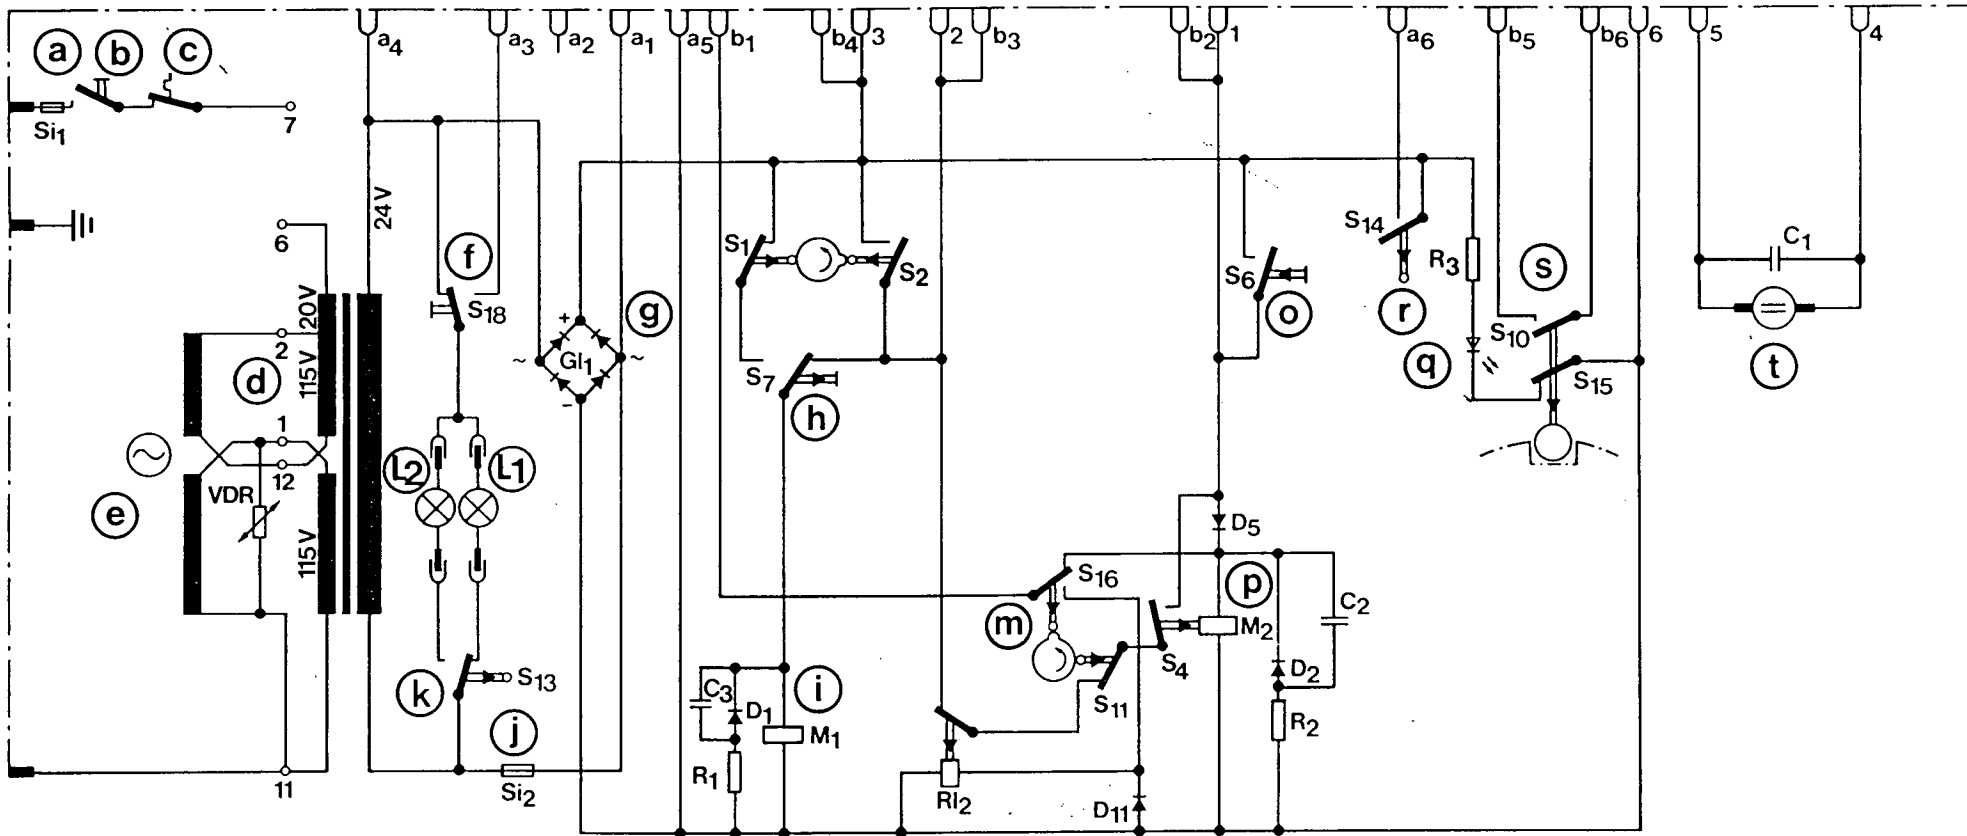 a4 a3 a2 a1 a5 b1 b4 3 2 b3 b2 1 a6 b5 b6 6 5 4
a b c
Si1
7
24V
6
f
S14
S1
S2
S6
R3
s
C1
20V
S18
g
o
r
2
+
~ Gl1 ~
-
S10
q
115V
d
S7
S15
t
h
1
L2
L1
12
VDR
e
115V
D5
S16
p
C2
m
M2
S4
k
S13
C3
i
D2
D1
S11
j
M1
R2
R1
11
Si2
Rl2
D11